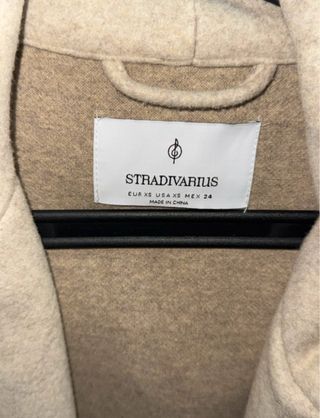 STRADIVARIUS
EUR XS USA XS MEX 24
MADE IN CHINA